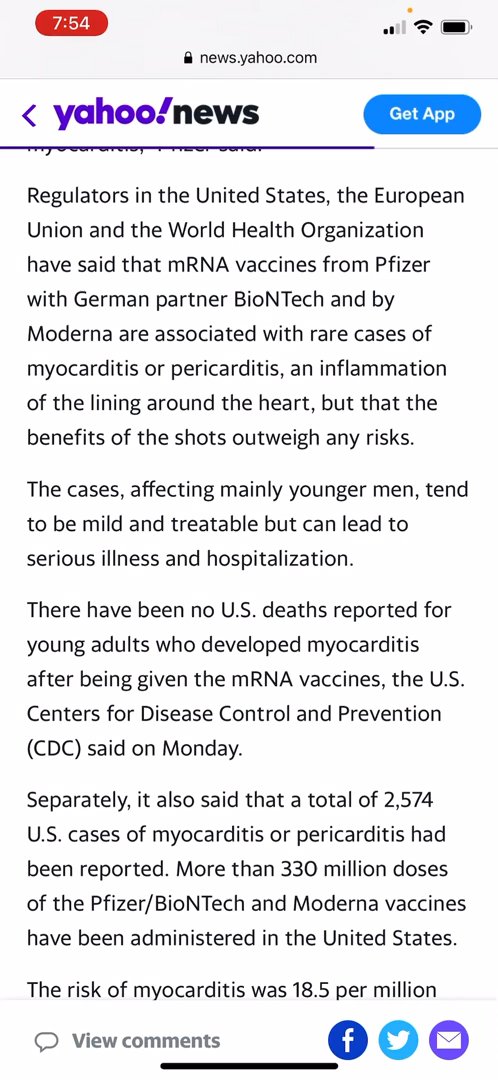 7:54
news.yahoo.com
yahoo!news
Get App
myocarditis," Pfizer said.
Regulators in the United States, the European
Union and the World Health Organization
have said that mRNA vaccines from Pfizer
with German partner BioNTech and by
Moderna are associated with rare cases of
myocarditis or pericarditis, an inflammation
of the lining around the heart, but that the
benefits of the shots outweigh any risks.
The cases, affecting mainly younger men, tend
to be mild and treatable but can lead to
serious illness and hospitalization.
There have been no U.S. deaths reported for
young adults who developed myocarditis
after being given the mRNA vaccines, the U.S.
Centers for Disease Control and Prevention
(CDC) said on Monday.
Separately, it also said that a total of 2,574
U.S. cases of myocarditis or pericarditis had
been reported. More than 330 million doses
of the Pfizer/BioNTech and Moderna vaccines
have been administered in the United States.
The risk of myocarditis was 18.5 per million
View comments